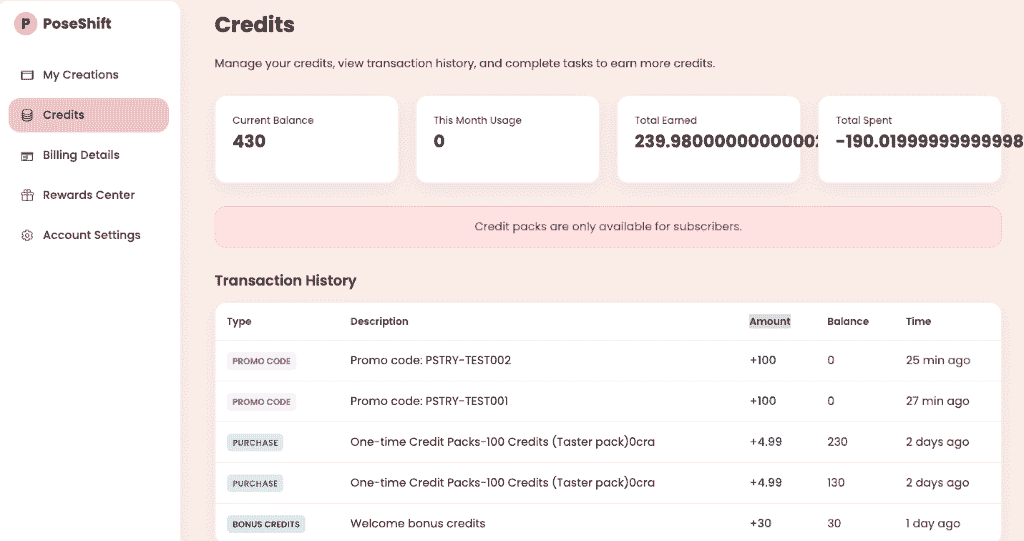 P PoseShift
My Creations
Credits
Billing Details
Rewards Center
Account Settings
Credits
Manage your credits, view transaction history, and complete tasks to earn more credits.
Current Balance
430
This Month Usage
0
Total Earned
239.98000000000002
Total Spent
-190.01999999999998
Credit packs are only available for subscribers.
Transaction History
Type Description Amount Balance Time
PROMO CODE Promo code: PSTRY-TEST002 +100 0 25 min ago
PROMO CODE Promo code: PSTRY-TEST001 +100 0 27 min ago
PURCHASE One-time Credit Packs-100 Credits (Taster pack)0cra +4.99 230 2 days ago
PURCHASE One-time Credit Packs-100 Credits (Taster pack)0cra +4.99 130 2 days ago
BONUS CREDITS Welcome bonus credits +30 30 1 day ago